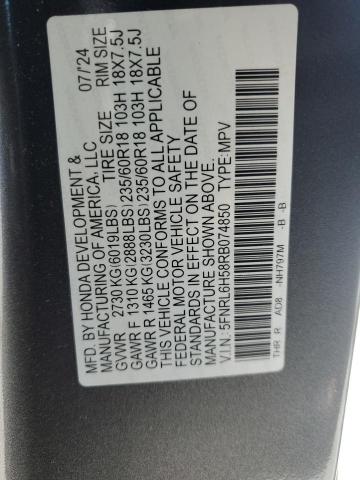 MFD. BY HONDA DEVELOPMENT & 07/'24
MANUFACTURING OF AMERICA, LLC
TIRE SIZE RIM SIZE
GVWR 2730 KG(6019LBS)
GAWR F 1310 KG(2888LBS)235/60R18 103H 18X7.5J
GAWR R 1465 KG(3230LBS)235/60R18 103H 18X7.5J
THIS VEHICLE CONFORMS TO ALL APPLICABLE
FEDERAL MOTOR VEHICLE SAFETY
STANDARDS IN EFFECT ON THE DATE OF
MANUFACTURE SHOWN ABOVE.
V.I.N.: 5FNRL6H58RB074850 TYPE:MPV
THR R AD8 -NH797M -B -B